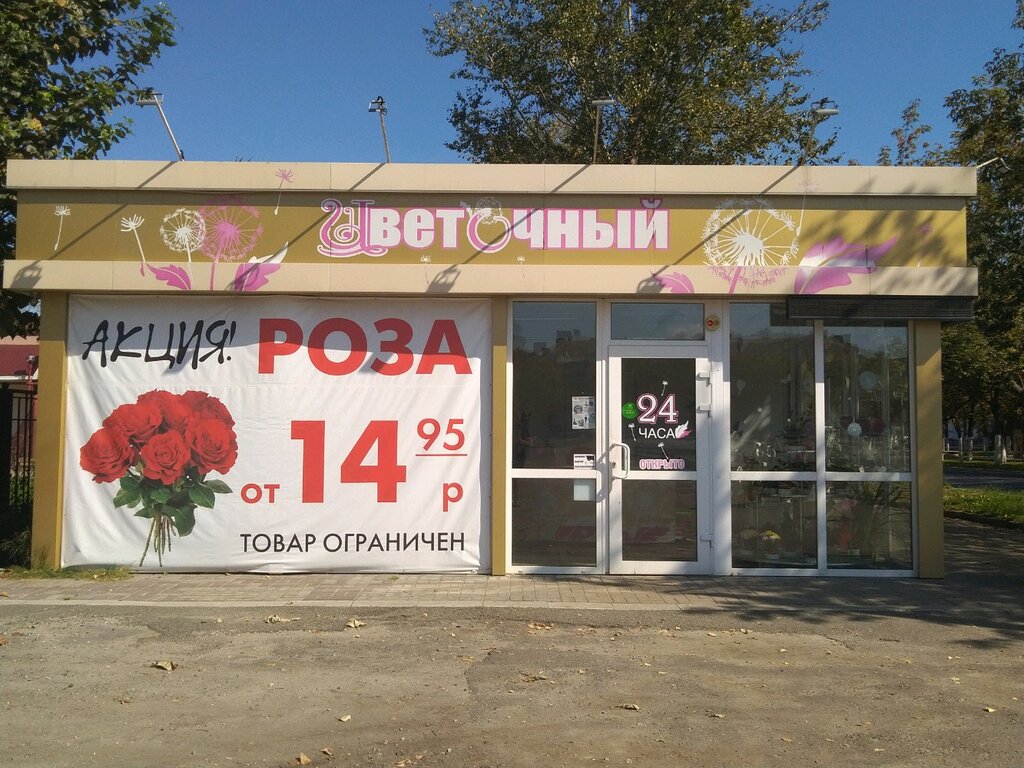 Цветочный
АКЦИЯ! РОЗА
от 14 95 р
ТОВАР ОГРАНИЧЕН
24
ЧАСА
ОТКРЫТО